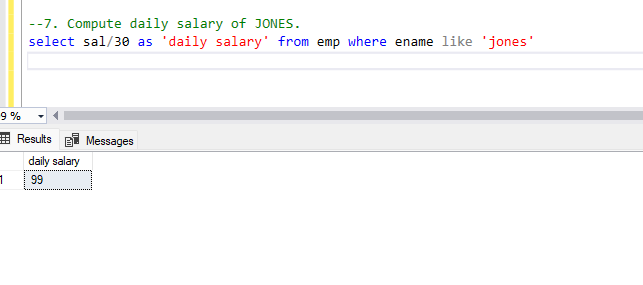 --7. Compute daily salary of JONES.
select sal/30 as 'daily salary' from emp where ename like 'jones'
9 %
Results Messages
daily salary
1 99